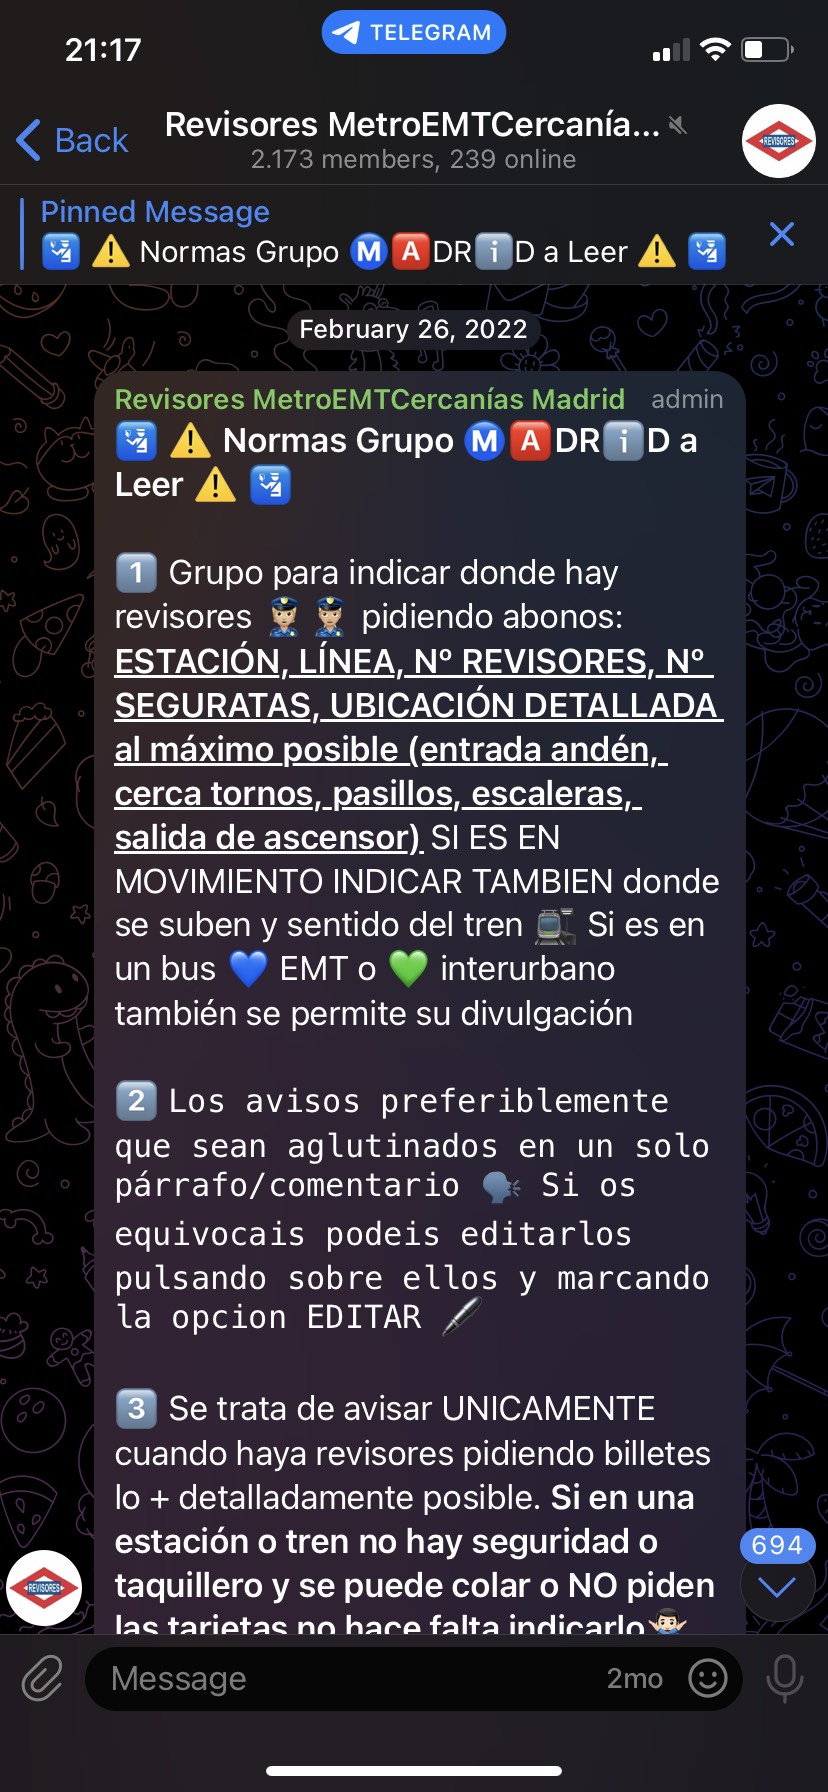 21:17
TELEGRAM
Back
Revisores MetroEMTCercanía...
2.173 members, 239 online
REVISORES
Pinned Message
🛂 ⚠️ Normas Grupo Ⓜ️🅰️DRℹ️D a Leer ⚠️ 🛂
February 26, 2022
Revisores MetroEMTCercanías Madrid admin
🛂 ⚠️ Normas Grupo Ⓜ️🅰️DRℹ️D a
Leer ⚠️ 🛂
1️⃣ Grupo para indicar donde hay
revisores 👮🏼 👮🏼 pidiendo abonos:
ESTACIÓN, LÍNEA, Nº REVISORES, Nº
SEGURATAS, UBICACIÓN DETALLADA
al máximo posible (entrada andén,
cerca tornos, pasillos, escaleras,
salida de ascensor) SI ES EN
MOVIMIENTO INDICAR TAMBIEN donde
se suben y sentido del tren 🚈 Si es en
un bus 💙 EMT o 💚 interurbano
también se permite su divulgación
2️⃣ Los avisos preferiblemente
que sean aglutinados en un solo
párrafo/comentario 🗣 Si os
equivocais podeis editarlos
pulsando sobre ellos y marcando
la opcion EDITAR 🖋
3️⃣ Se trata de avisar UNICAMENTE
cuando haya revisores pidiendo billetes
lo + detalladamente posible. Si en una
estación o tren no hay seguridad o
taquillero y se puede colar o NO piden
las tarjetas no hace falta indicarlo🤷🏻‍♂️
694
REVISORES
Message
2mo